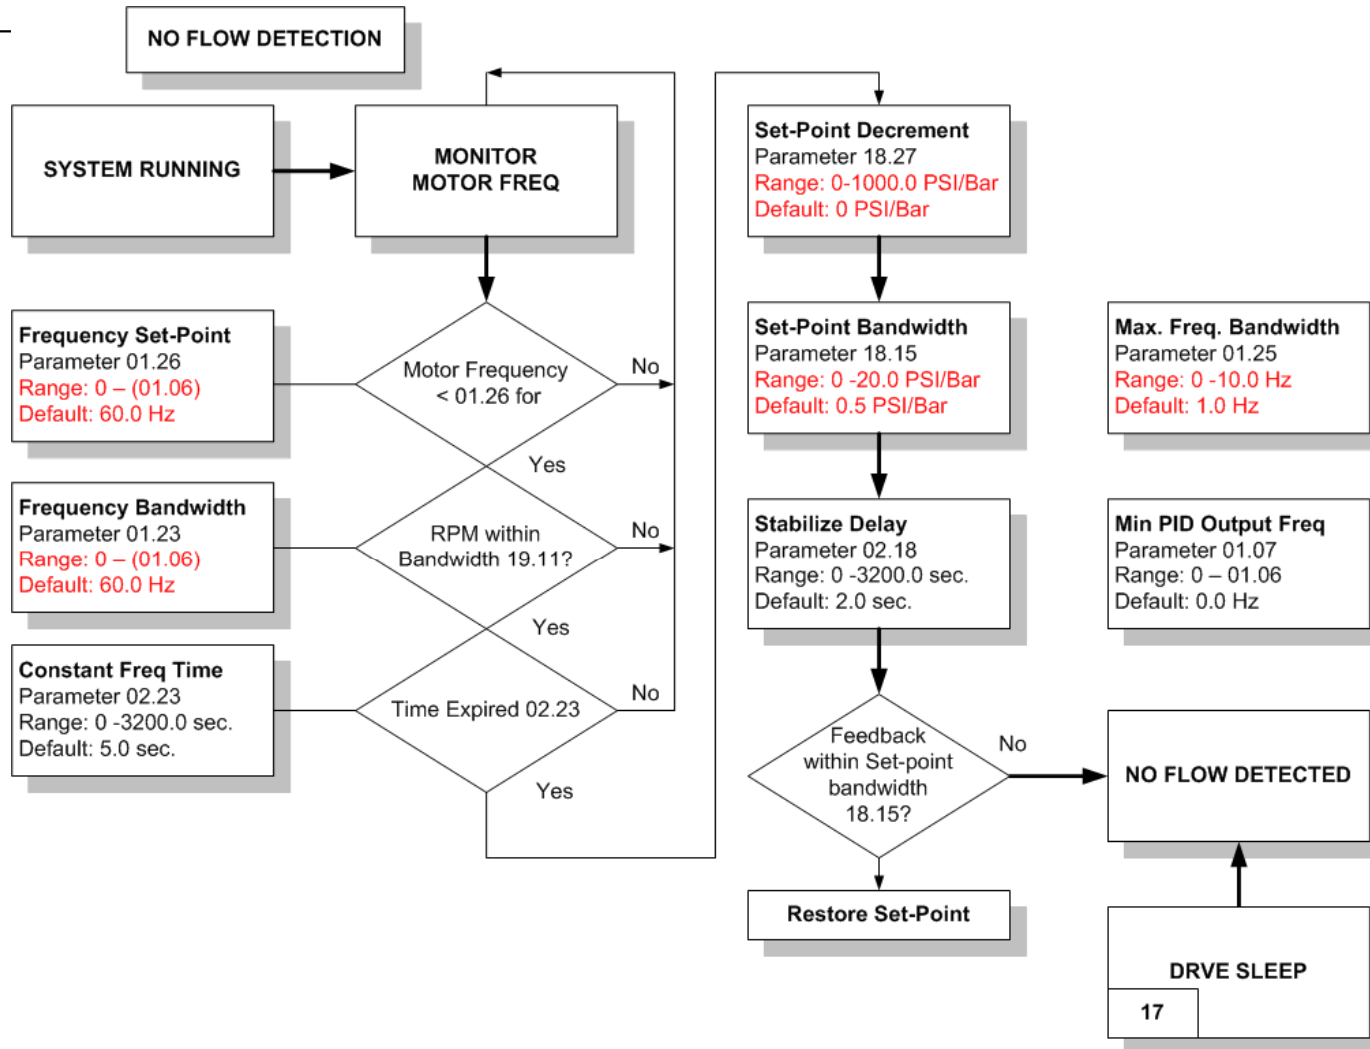 NO FLOW DETECTION
SYSTEM RUNNING
MONITOR
MOTOR FREQ
Frequency Set-Point
Parameter 01.26
Range: 0 – (01.06)
Default: 60.0 Hz
Motor Frequency
< 01.26 for
No
Yes
Frequency Bandwidth
Parameter 01.23
Range: 0 – (01.06)
Default: 60.0 Hz
RPM within
Bandwidth 19.11?
No
Yes
Constant Freq Time
Parameter 02.23
Range: 0 -3200.0 sec.
Default: 5.0 sec.
Time Expired 02.23
No
Yes
Set-Point Decrement
Parameter 18.27
Range: 0-1000.0 PSI/Bar
Default: 0 PSI/Bar
Set-Point Bandwidth
Parameter 18.15
Range: 0 -20.0 PSI/Bar
Default: 0.5 PSI/Bar
Stabilize Delay
Parameter 02.18
Range: 0 -3200.0 sec.
Default: 2.0 sec.
Feedback
within Set-point
bandwidth
18.15?
No
Restore Set-Point
Max. Freq. Bandwidth
Parameter 01.25
Range: 0 -10.0 Hz
Default: 1.0 Hz
Min PID Output Freq
Parameter 01.07
Range: 0 – 01.06
Default: 0.0 Hz
NO FLOW DETECTED
DRVE SLEEP
17